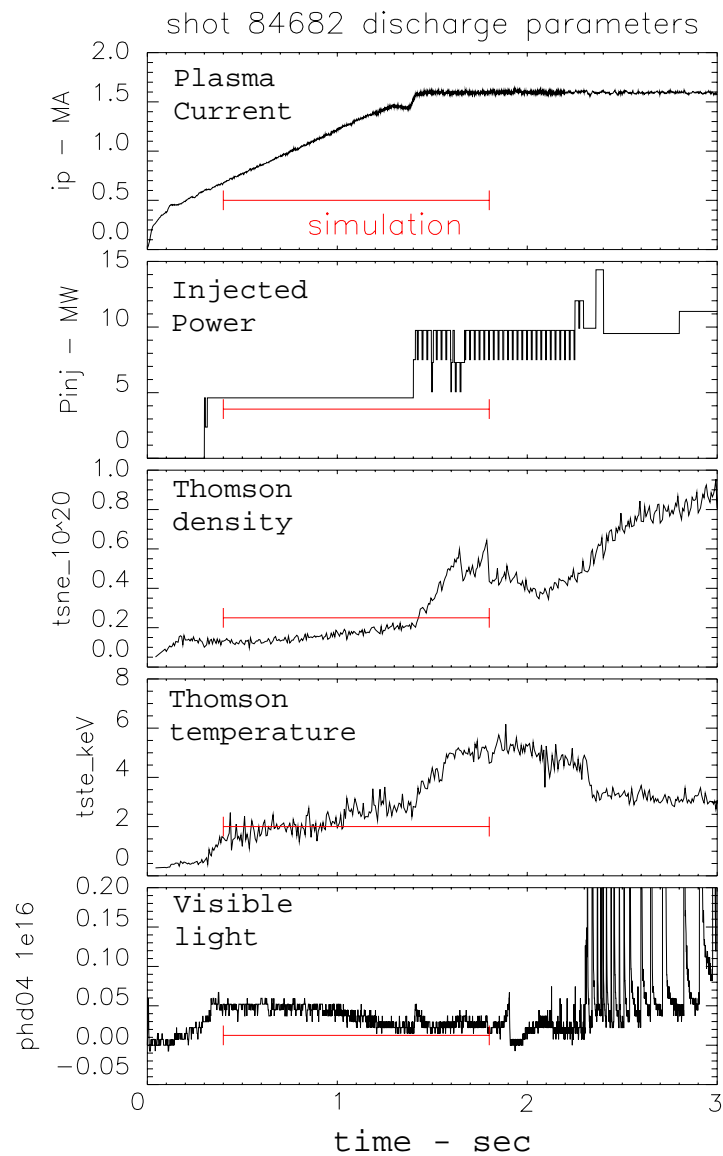 shot 84682 discharge parameters
2.0
1.5
1.0
0.5
0.0
ip - MA
Plasma
Current
simulation
15
10
5
0
Pinj - MW
Injected
Power
1.0
0.8
0.6
0.4
0.2
0.0
tsne_10^20
Thomson
density
8
6
4
2
0
tste_keV
Thomson
temperature
0.20
0.15
0.10
0.05
0.00
-0.05
phd04 1e16
Visible
light
0
1
2
3
time - sec